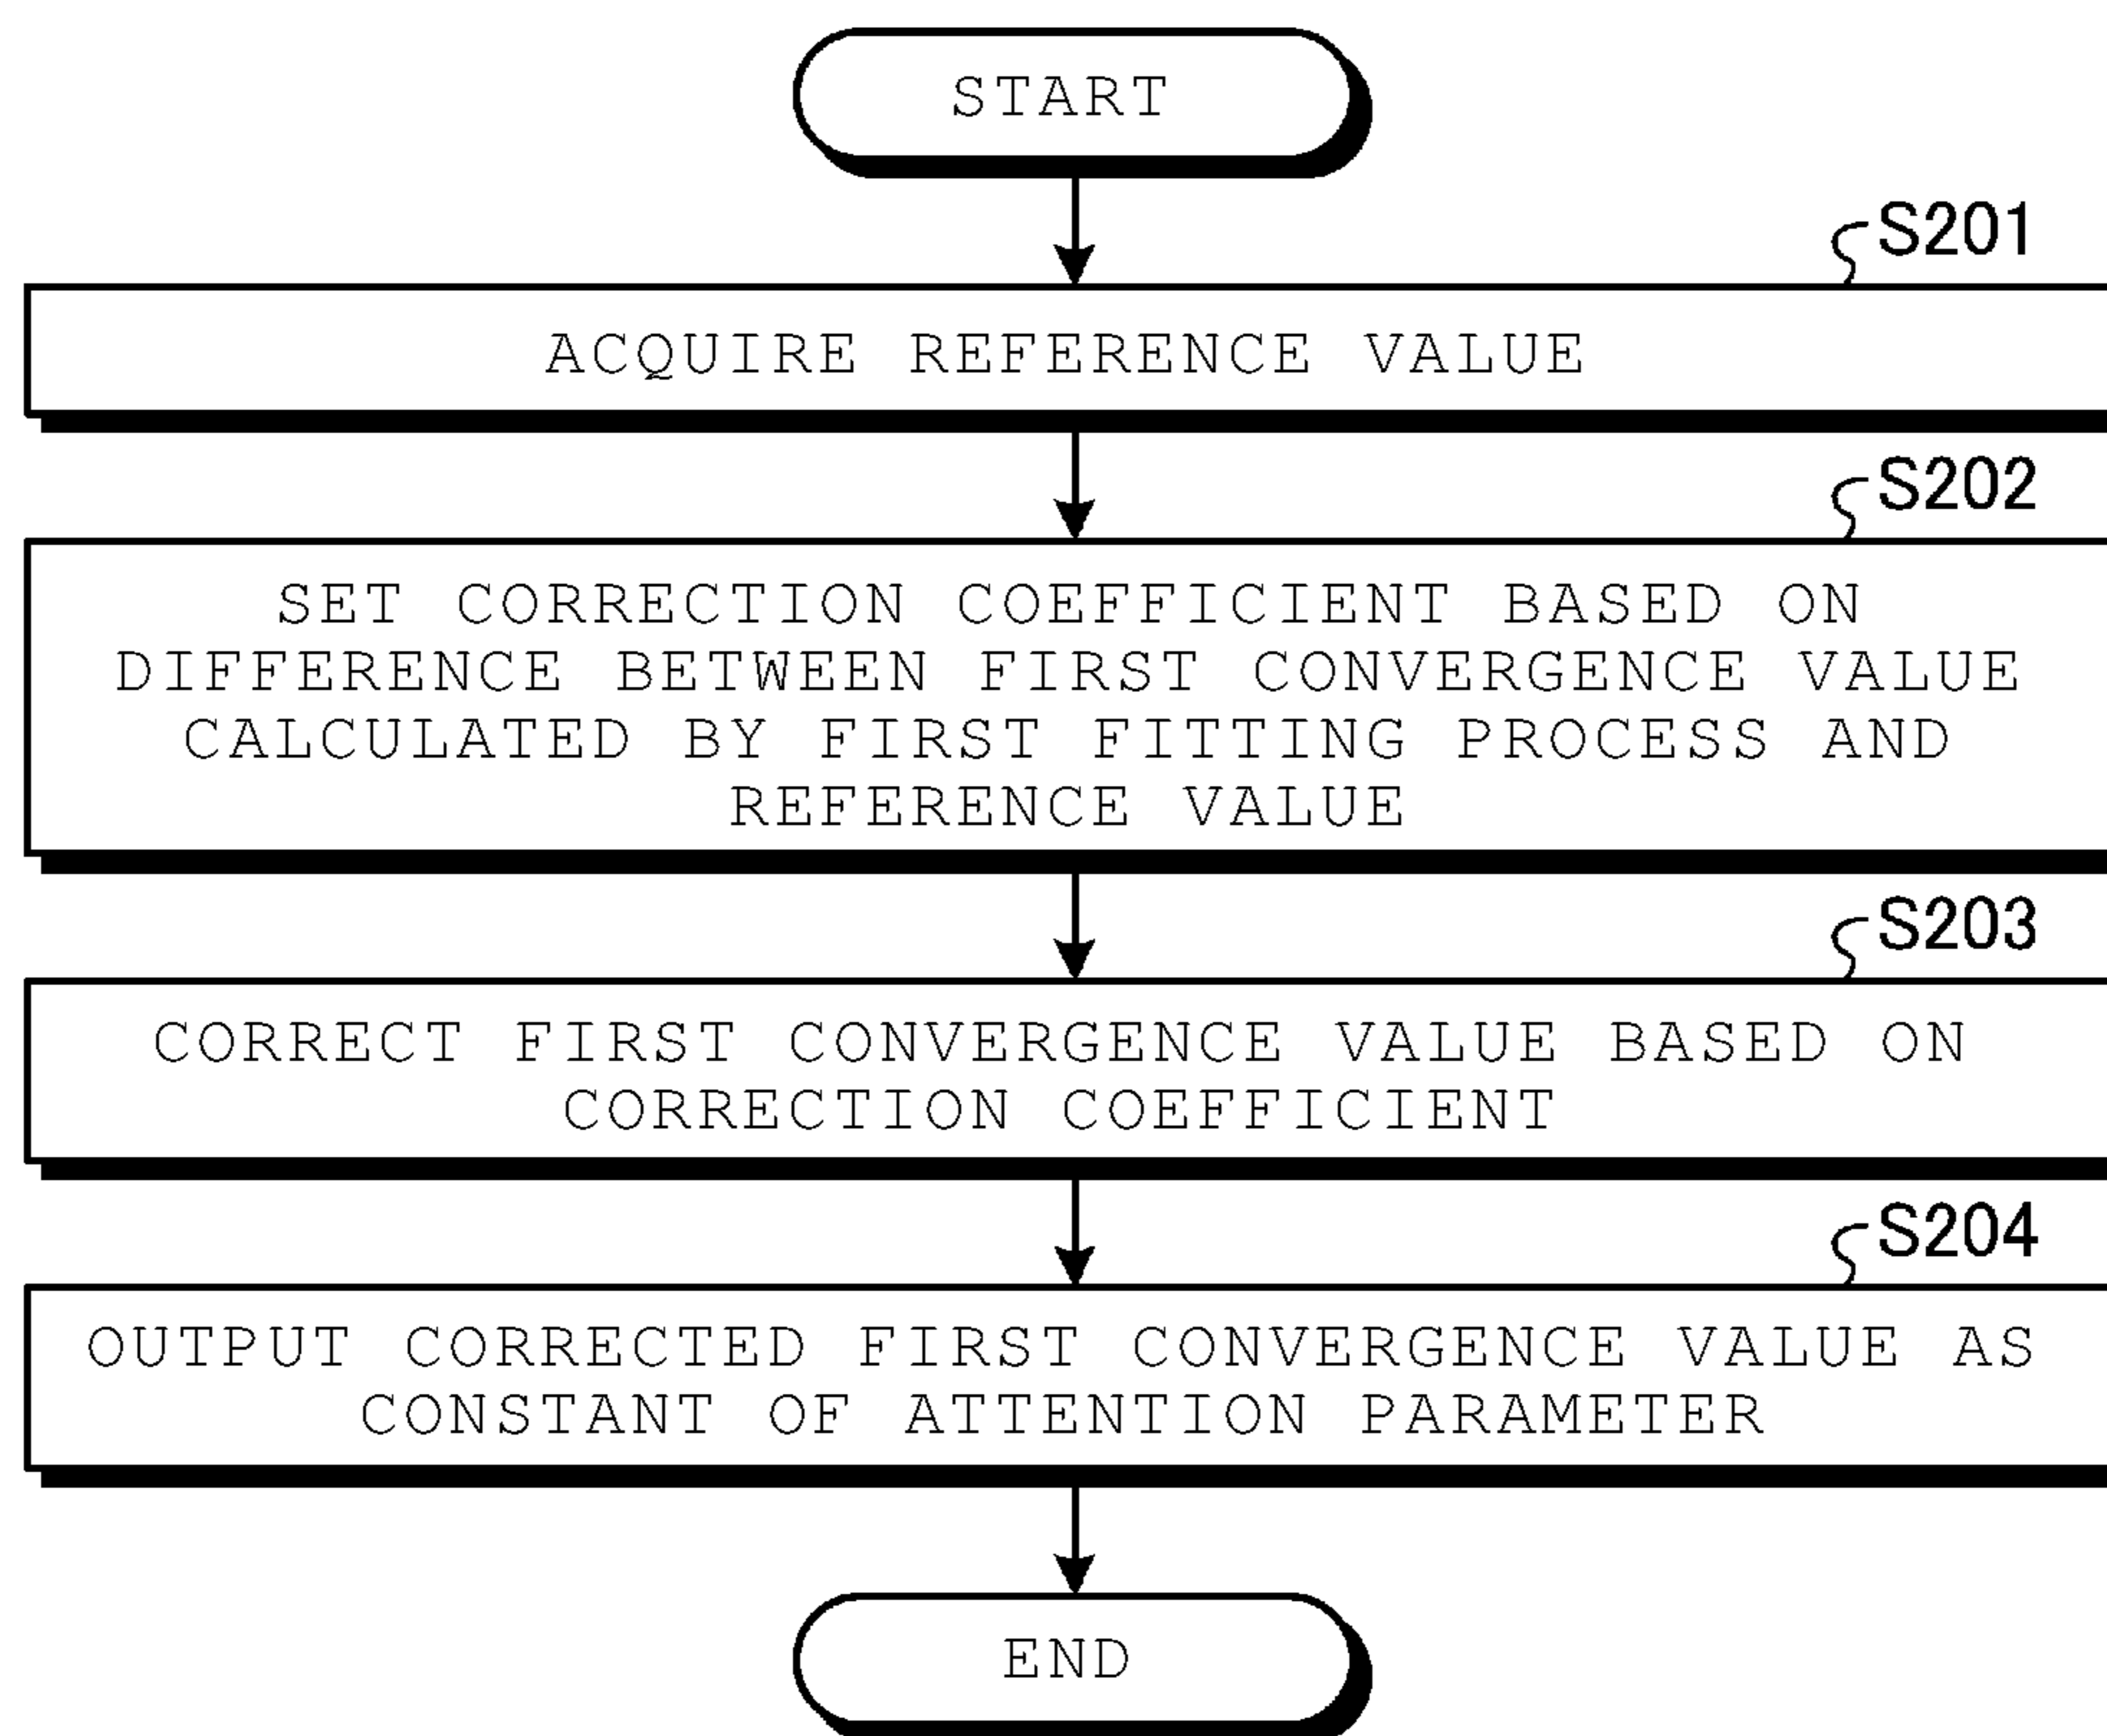 START
S201
ACQUIRE REFERENCE VALUE
S202
SET CORRECTION COEFFICIENT BASED ON
DIFFERENCE BETWEEN FIRST CONVERGENCE VALUE
CALCULATED BY FIRST FITTING PROCESS AND
REFERENCE VALUE
S203
CORRECT FIRST CONVERGENCE VALUE BASED ON
CORRECTION COEFFICIENT
S204
OUTPUT CORRECTED FIRST CONVERGENCE VALUE AS
CONSTANT OF ATTENTION PARAMETER
END